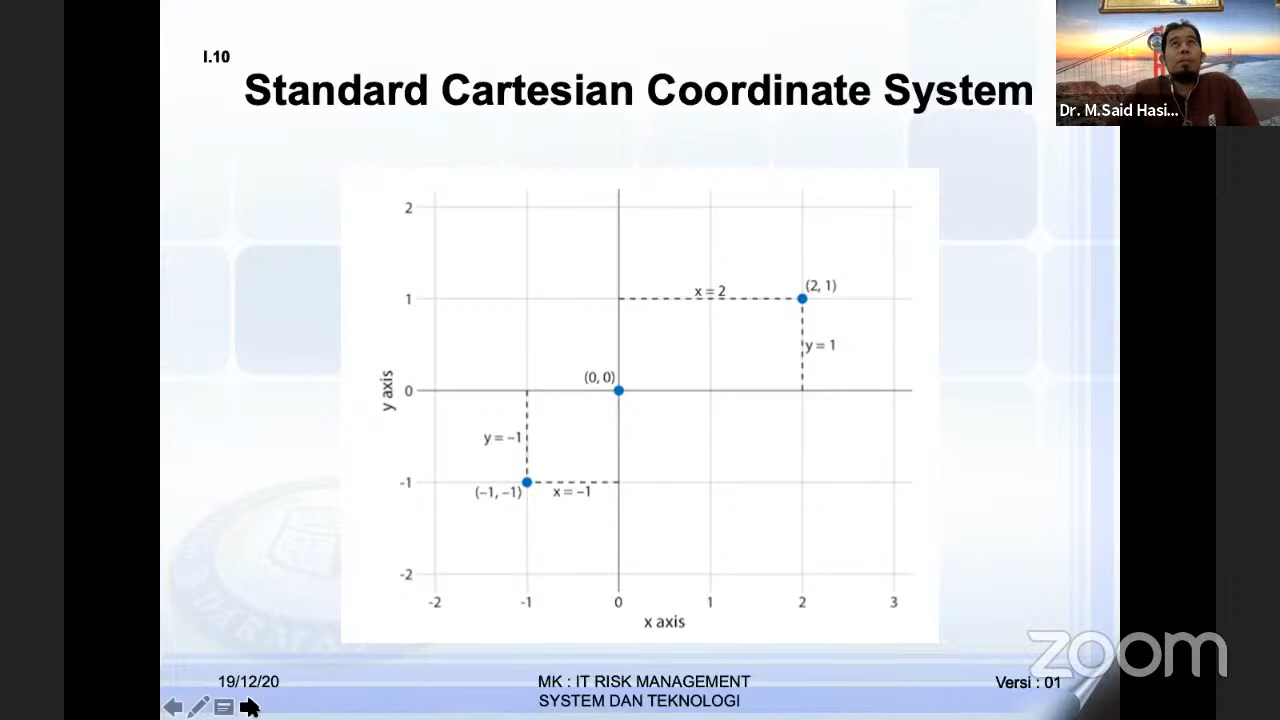 I.10
Standard Cartesian Coordinate System
Dr. M.Said Hasi...
2
(2, 1)
x = 2
1
y = 1
(0, 0)
y axis
0
y = −1
-1
(−1, −1)
x = −1
-2
-2 -1 0 1 2 3
x axis
zoom
19/12/20
MK : IT RISK MANAGEMENT
SYSTEM DAN TEKNOLOGI
Versi : 01